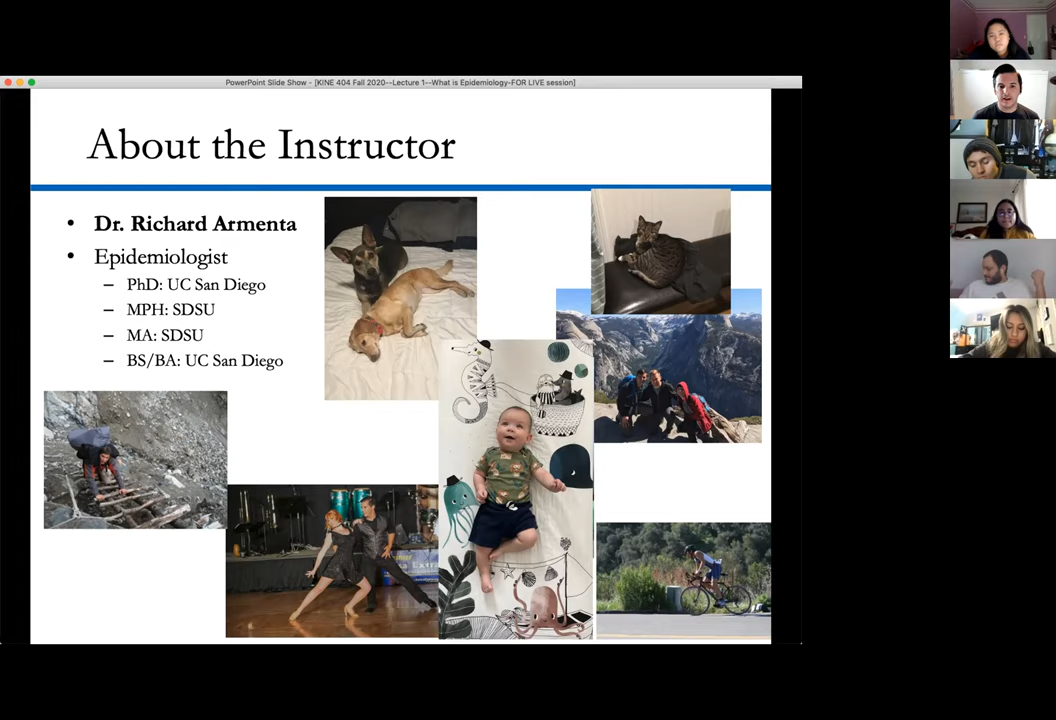 PowerPoint Slide Show - [KINE 404 Fall 2020--Lecture 1--What is Epidemiology-FOR LIVE session]
About the Instructor
• Dr. Richard Armenta
• Epidemiologist
– PhD: UC San Diego
– MPH: SDSU
– MA: SDSU
– BS/BA: UC San Diego